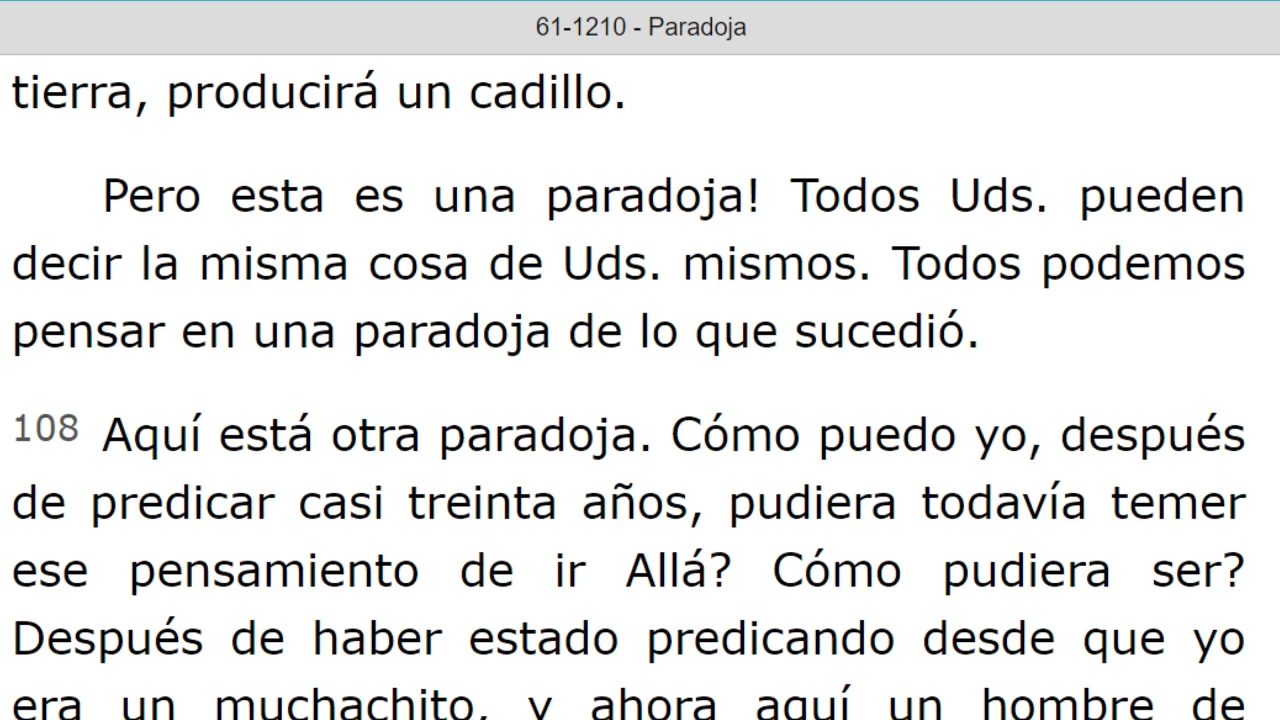 61-1210 - Paradoja
tierra, producirá un cadillo.
Pero esta es una paradoja! Todos Uds. pueden
decir la misma cosa de Uds. mismos. Todos podemos
pensar en una paradoja de lo que sucedió.
108 Aquí está otra paradoja. Cómo puedo yo, después
de predicar casi treinta años, pudiera todavía temer
ese pensamiento de ir Allá? Cómo pudiera ser?
Después de haber estado predicando desde que yo
era un muchachito, y ahora aquí un hombre de